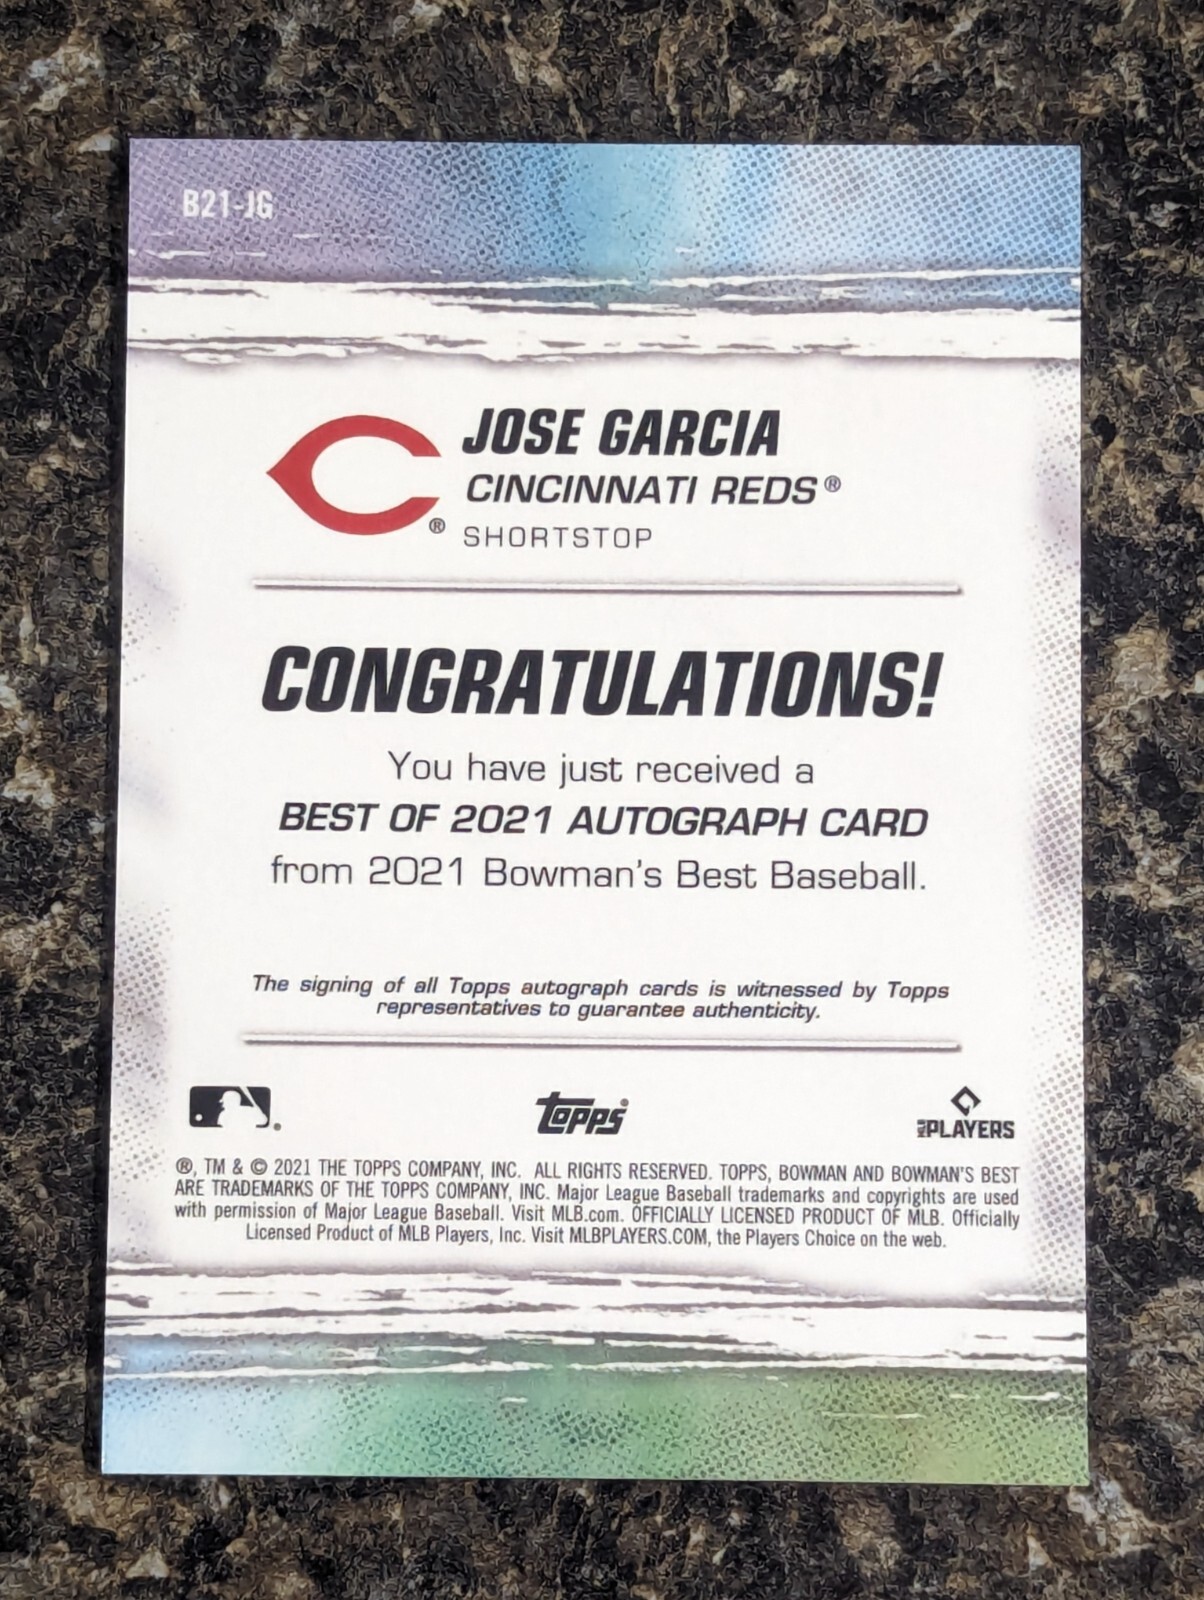 B21-JG
JOSE GARCIA
CINCINNATI REDS®
®
SHORTSTOP
CONGRATULATIONS!
You have just received a
BEST OF 2021 AUTOGRAPH CARD
from 2021 Bowman's Best Baseball.
The signing of all Topps autograph cards is witnessed by Topps
representatives to guarantee authenticity.
topps®
MLB PLAYERS
®, TM & © 2021 THE TOPPS COMPANY, INC. ALL RIGHTS RESERVED. TOPPS, BOWMAN AND BOWMAN'S BEST
ARE TRADEMARKS OF THE TOPPS COMPANY, INC. Major League Baseball trademarks and copyrights are used
with permission of Major League Baseball. Visit MLB.com. OFFICIALLY LICENSED PRODUCT OF MLB. Officially
Licensed Product of MLB Players, Inc. Visit MLBPLAYERS.COM, the Players Choice on the web.